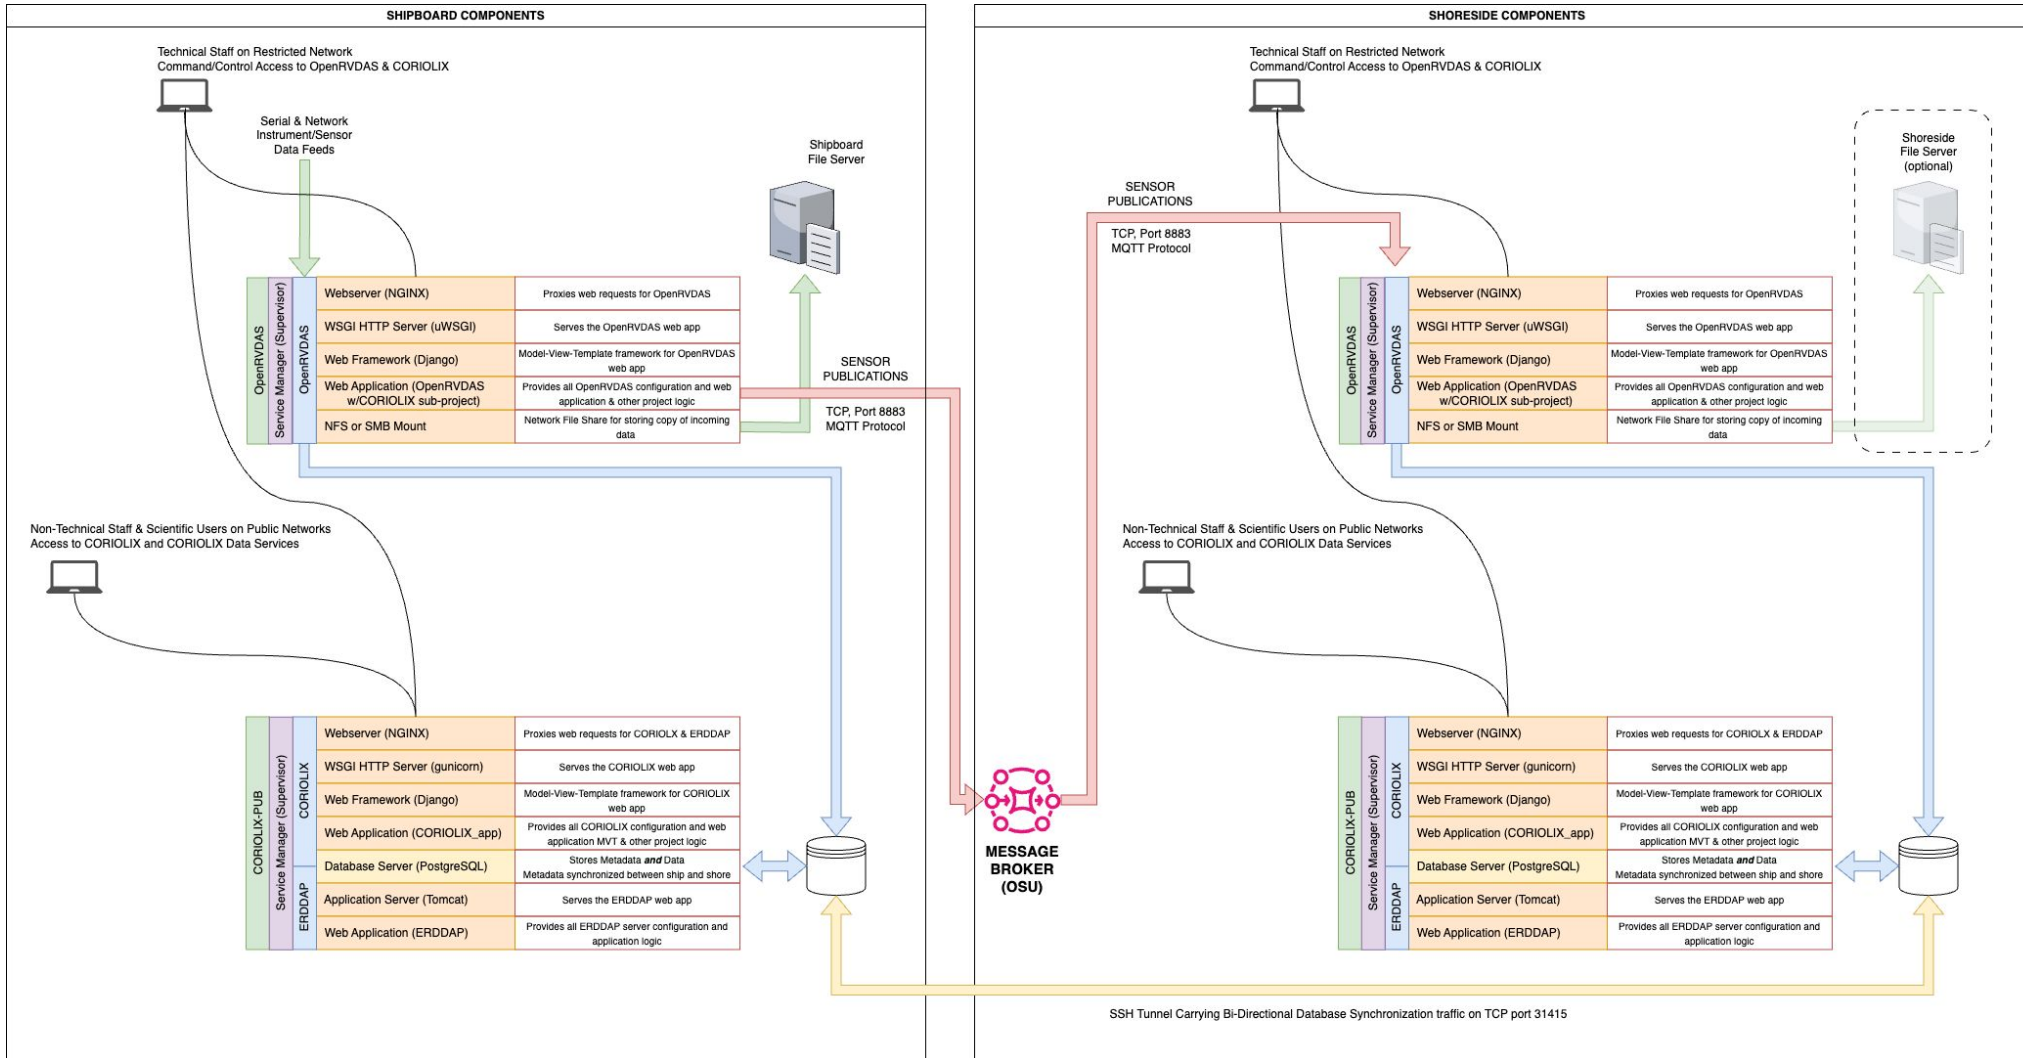 SHIPBOARD COMPONENTS
Technical Staff on Restricted Network
Command/Control Access to OpenRVDAS & CORIOLIX
Serial & Network
Instrument/Sensor
Data Feeds
Shipboard
File Server
OpenRVDAS
Service Manager (Supervisor)
OpenRVDAS
Webserver (NGINX)
Proxies web requests for OpenRVDAS
WSGI HTTP Server (uWSGI)
Serves the OpenRVDAS web app
Web Framework (Django)
Model-View-Template framework for OpenRVDAS
web app
Web Application (OpenRVDAS
w/CORIOLIX sub-project)
Provides all OpenRVDAS configuration and web
application & other project logic
NFS or SMB Mount
Network File Share for storing copy of incoming
data
SENSOR
PUBLICATIONS
TCP, Port 8883
MQTT Protocol
Non-Technical Staff & Scientific Users on Public Networks
Access to CORIOLIX and CORIOLIX Data Services
CORIOLIX-PUB
Service Manager (Supervisor)
CORIOLIX
ERDDAP
Webserver (NGINX)
Proxies web requests for CORIOLX & ERDDAP
WSGI HTTP Server (gunicorn)
Serves the CORIOLIX web app
Web Framework (Django)
Model-View-Template framework for CORIOLIX
web app
Web Application (CORIOLIX_app)
Provides all CORIOLIX configuration and web
application MVT & other project logic
Database Server (PostgreSQL)
Stores Metadata and Data
Metadata synchronized between ship and shore
Application Server (Tomcat)
Serves the ERDDAP web app
Web Application (ERDDAP)
Provides all ERDDAP server configuration and
application logic
SHORESIDE COMPONENTS
Technical Staff on Restricted Network
Command/Control Access to OpenRVDAS & CORIOLIX
SENSOR
PUBLICATIONS
TCP, Port 8883
MQTT Protocol
Shoreside
File Server
(optional)
OpenRVDAS
Service Manager (Supervisor)
OpenRVDAS
Webserver (NGINX)
Proxies web requests for OpenRVDAS
WSGI HTTP Server (uWSGI)
Serves the OpenRVDAS web app
Web Framework (Django)
Model-View-Template framework for OpenRVDAS
web app
Web Application (OpenRVDAS
w/CORIOLIX sub-project)
Provides all OpenRVDAS configuration and web
application & other project logic
NFS or SMB Mount
Network File Share for storing copy of incoming
data
Non-Technical Staff & Scientific Users on Public Networks
Access to CORIOLIX and CORIOLIX Data Services
MESSAGE
BROKER
(OSU)
CORIOLIX-PUB
Service Manager (Supervisor)
CORIOLIX
ERDDAP
Webserver (NGINX)
Proxies web requests for CORIOLX & ERDDAP
WSGI HTTP Server (gunicorn)
Serves the CORIOLIX web app
Web Framework (Django)
Model-View-Template framework for CORIOLIX
web app
Web Application (CORIOLIX_app)
Provides all CORIOLIX configuration and web
application MVT & other project logic
Database Server (PostgreSQL)
Stores Metadata and Data
Metadata synchronized between ship and shore
Application Server (Tomcat)
Serves the ERDDAP web app
Web Application (ERDDAP)
Provides all ERDDAP server configuration and
application logic
SSH Tunnel Carrying Bi-Directional Database Synchronization traffic on TCP port 31415